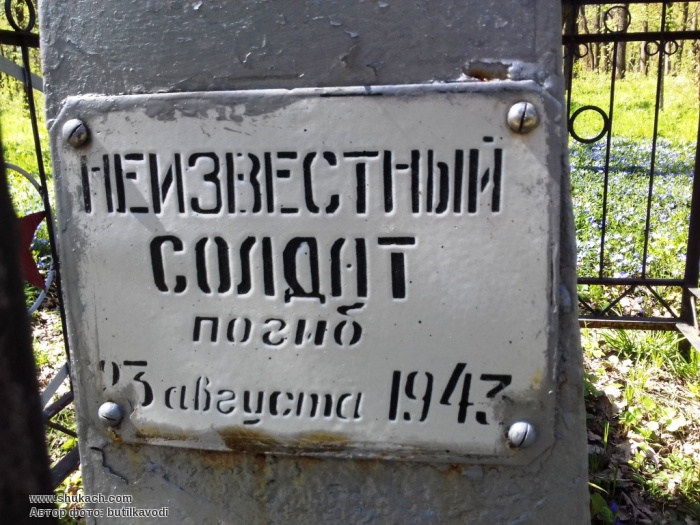 НЕИЗВЕСТНЫЙ
СОЛДАТ
погиб
23 августа 1943
www.shukach.com
Автор фото: butilkavodi